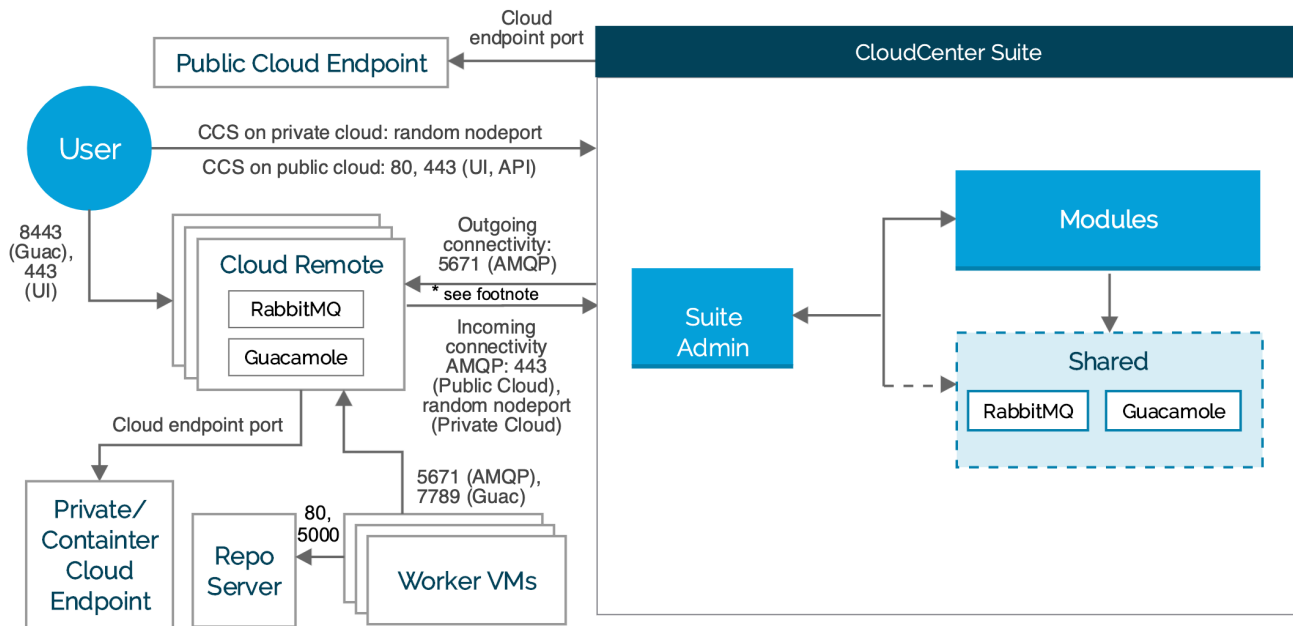 Cloud
endpoint port
CloudCenter Suite
Public Cloud Endpoint
User
CCS on private cloud: random nodeport
CCS on public cloud: 80, 443 (UI, API)
8443
(Guac),
443
(UI)
Cloud Remote
RabbitMQ
Guacamole
Outgoing
connectivity:
5671 (AMQP)
* see footnote
Incoming
connectivity
AMQP: 443
(Public Cloud),
random nodeport
(Private Cloud)
Suite
Admin
Modules
Shared
RabbitMQ
Guacamole
Cloud endpoint port
Private/
Containter
Cloud
Endpoint
5671 (AMQP),
7789 (Guac)
80,
5000
Repo
Server
Worker VMs